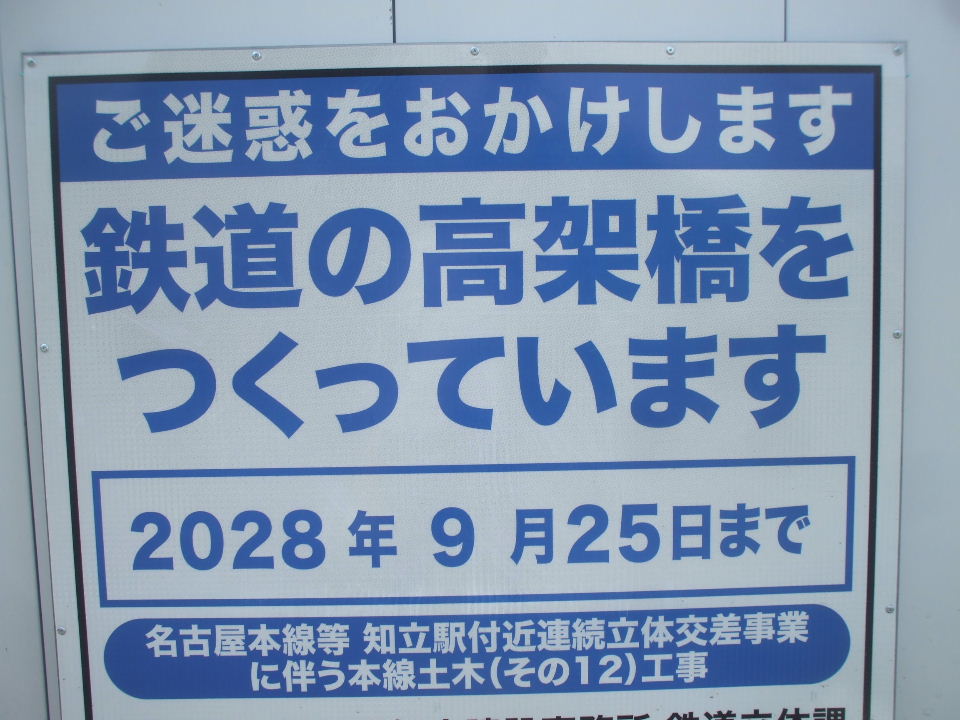 ご迷惑をおかけします
鉄道の高架橋を
つくっています
2028年9月25日まで
名古屋本線等 知立駅付近連続立体交差事業
に伴う本線土木(その12)工事